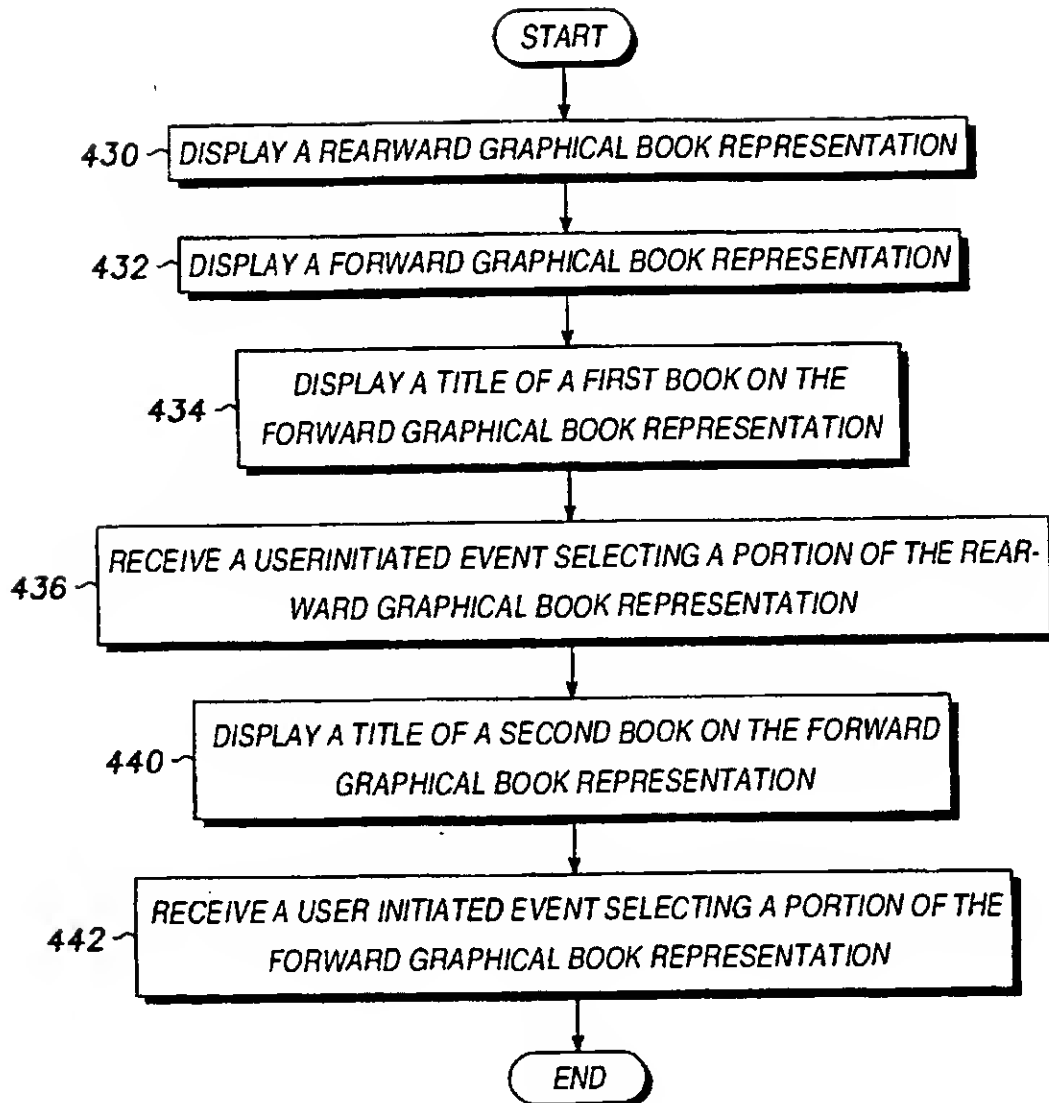 START
430 DISPLAY A REARWARD GRAPHICAL BOOK REPRESENTATION
432 DISPLAY A FORWARD GRAPHICAL BOOK REPRESENTATION
DISPLAY A TITLE OF A FIRST BOOK ON THE
434 FORWARD GRAPHICAL BOOK REPRESENTATION
RECEIVE A USERINITIATED EVENT SELECTING A PORTION OF THE REAR-
436 WARD GRAPHICAL BOOK REPRESENTATION
DISPLAY A TITLE OF A SECOND BOOK ON THE FORWARD
440 GRAPHICAL BOOK REPRESENTATION
RECEIVE A USER INITIATED EVENT SELECTING A PORTION OF THE
442 FORWARD GRAPHICAL BOOK REPRESENTATION
END